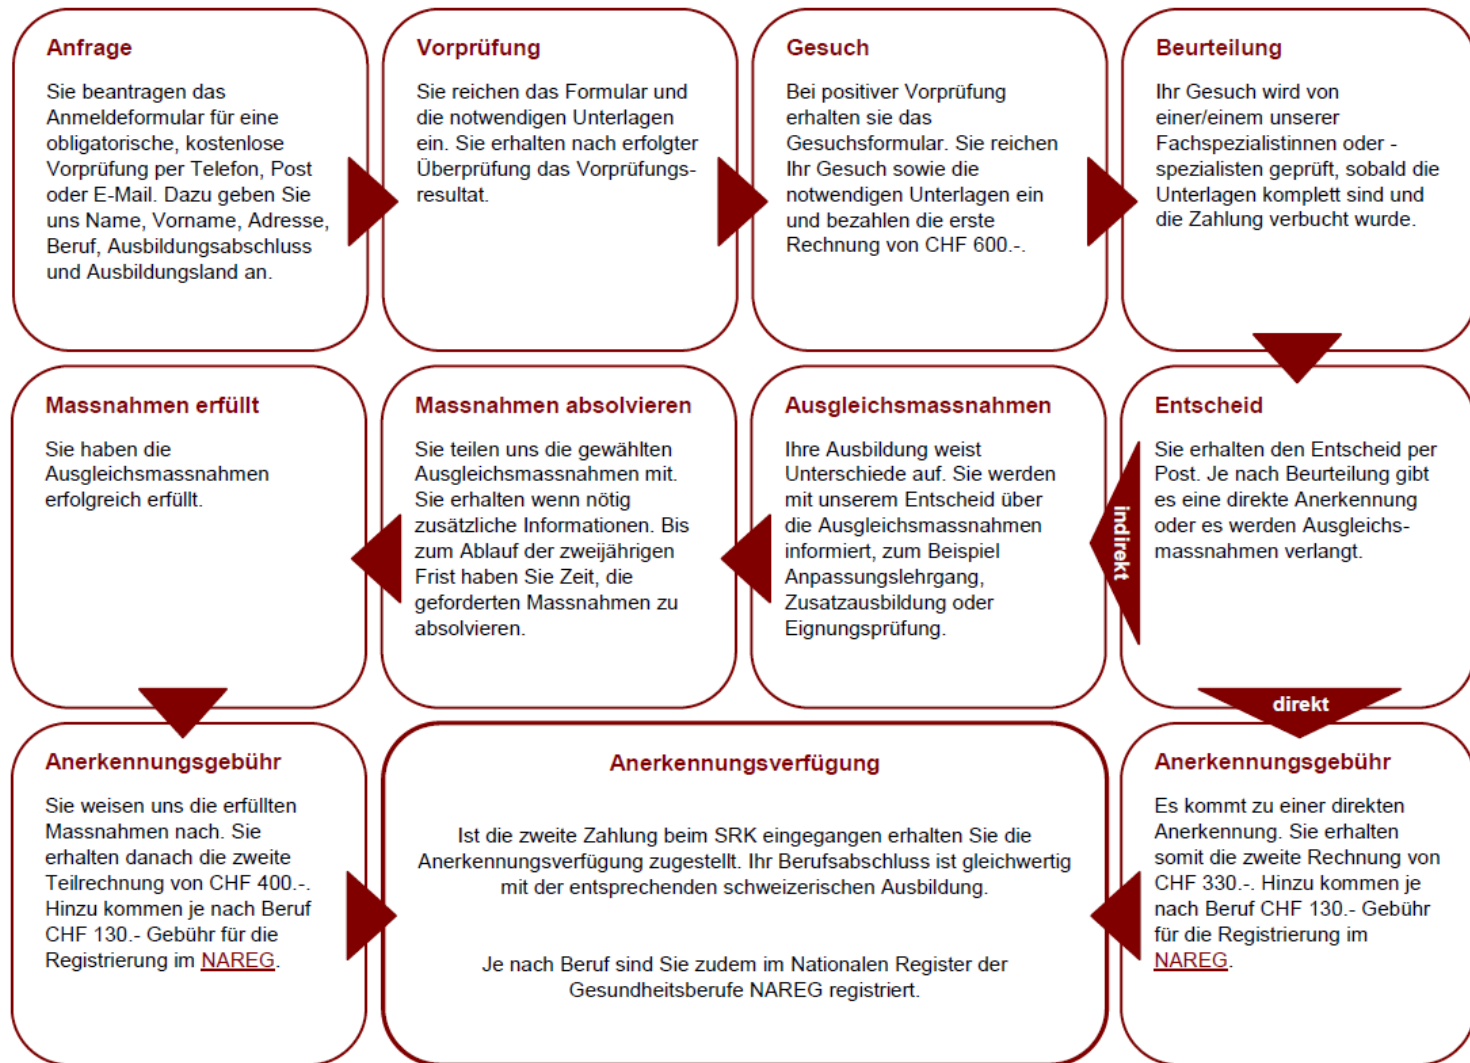 Anfrage
Sie beantragen das
Anmeldeformular für eine
obligatorische, kostenlose
Vorprüfung per Telefon, Post
oder E-Mail. Dazu geben Sie
uns Name, Vorname, Adresse,
Beruf, Ausbildungsabschluss
und Ausbildungsland an.
Vorprüfung
Sie reichen das Formular und
die notwendigen Unterlagen
ein. Sie erhalten nach erfolgter
Überprüfung das Vorprüfungs-
resultat.
Gesuch
Bei positiver Vorprüfung
erhalten sie das
Gesuchsformular. Sie reichen
Ihr Gesuch sowie die
notwendigen Unterlagen ein
und bezahlen die erste
Rechnung von CHF 600.-.
Beurteilung
Ihr Gesuch wird von
einer/einem unserer
Fachspezialistinnen oder -
spezialisten geprüft, sobald die
Unterlagen komplett sind und
die Zahlung verbucht wurde.
Entscheid
Sie erhalten den Entscheid per
Post. Je nach Beurteilung gibt
es eine direkte Anerkennung
oder es werden Ausgleichs-
massnahmen verlangt.
indirekt
Ausgleichsmassnahmen
Ihre Ausbildung weist
Unterschiede auf. Sie werden
mit unserem Entscheid über
die Ausgleichsmassnahmen
informiert, zum Beispiel
Anpassungslehrgang,
Zusatzausbildung oder
Eignungsprüfung.
Massnahmen absolvieren
Sie teilen uns die gewählten
Ausgleichsmassnahmen mit.
Sie erhalten wenn nötig
zusätzliche Informationen. Bis
zum Ablauf der zweijährigen
Frist haben Sie Zeit, die
geforderten Massnahmen zu
absolvieren.
Massnahmen erfüllt
Sie haben die
Ausgleichsmassnahmen
erfolgreich erfüllt.
Anerkennungsgebühr
Sie weisen uns die erfüllten
Massnahmen nach. Sie
erhalten danach die zweite
Teilrechnung von CHF 400.-.
Hinzu kommen je nach Beruf
CHF 130.- Gebühr für die
Registrierung im NAREG.
direkt
Anerkennungsgebühr
Es kommt zu einer direkten
Anerkennung. Sie erhalten
somit die zweite Rechnung von
CHF 330.-. Hinzu kommen je
nach Beruf CHF 130.- Gebühr
für die Registrierung im
NAREG.
Anerkennungsverfügung
Ist die zweite Zahlung beim SRK eingegangen erhalten Sie die
Anerkennungsverfügung zugestellt. Ihr Berufsabschluss ist gleichwertig
mit der entsprechenden schweizerischen Ausbildung.
Je nach Beruf sind Sie zudem im Nationalen Register der
Gesundheitsberufe NAREG registriert.